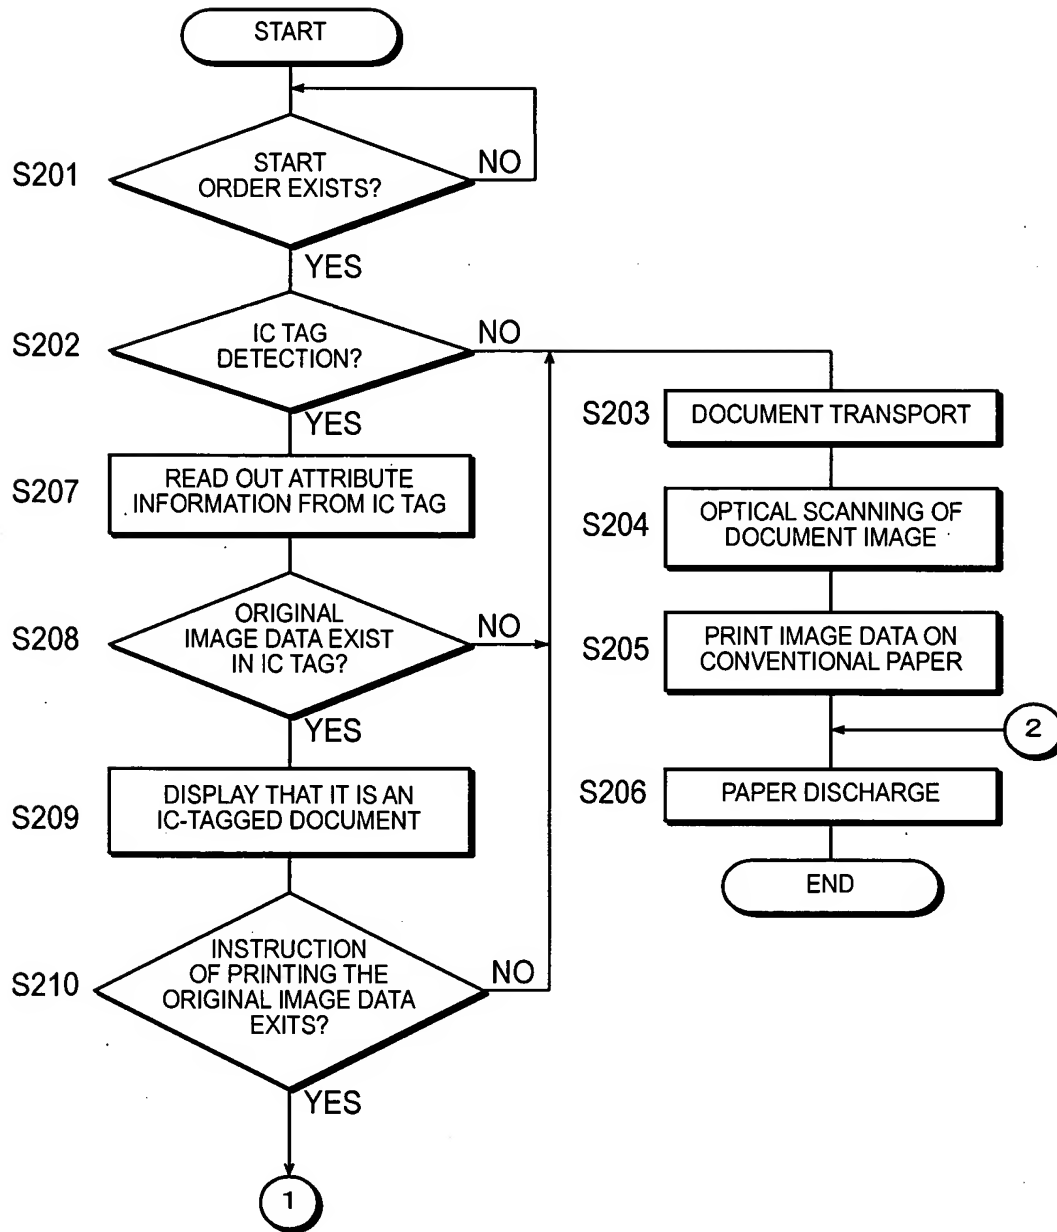 START
S201
START
ORDER EXISTS?
NO
YES
S202
IC TAG
DETECTION?
NO
YES
S207
READ OUT ATTRIBUTE
INFORMATION FROM IC TAG
S208
ORIGINAL
IMAGE DATA EXIST
IN IC TAG?
NO
YES
S209
DISPLAY THAT IT IS AN
IC-TAGGED DOCUMENT
S210
INSTRUCTION
OF PRINTING THE
ORIGINAL IMAGE DATA
EXITS?
NO
YES
1
S203
DOCUMENT TRANSPORT
S204
OPTICAL SCANNING OF
DOCUMENT IMAGE
S205
PRINT IMAGE DATA ON
CONVENTIONAL PAPER
2
S206
PAPER DISCHARGE
END